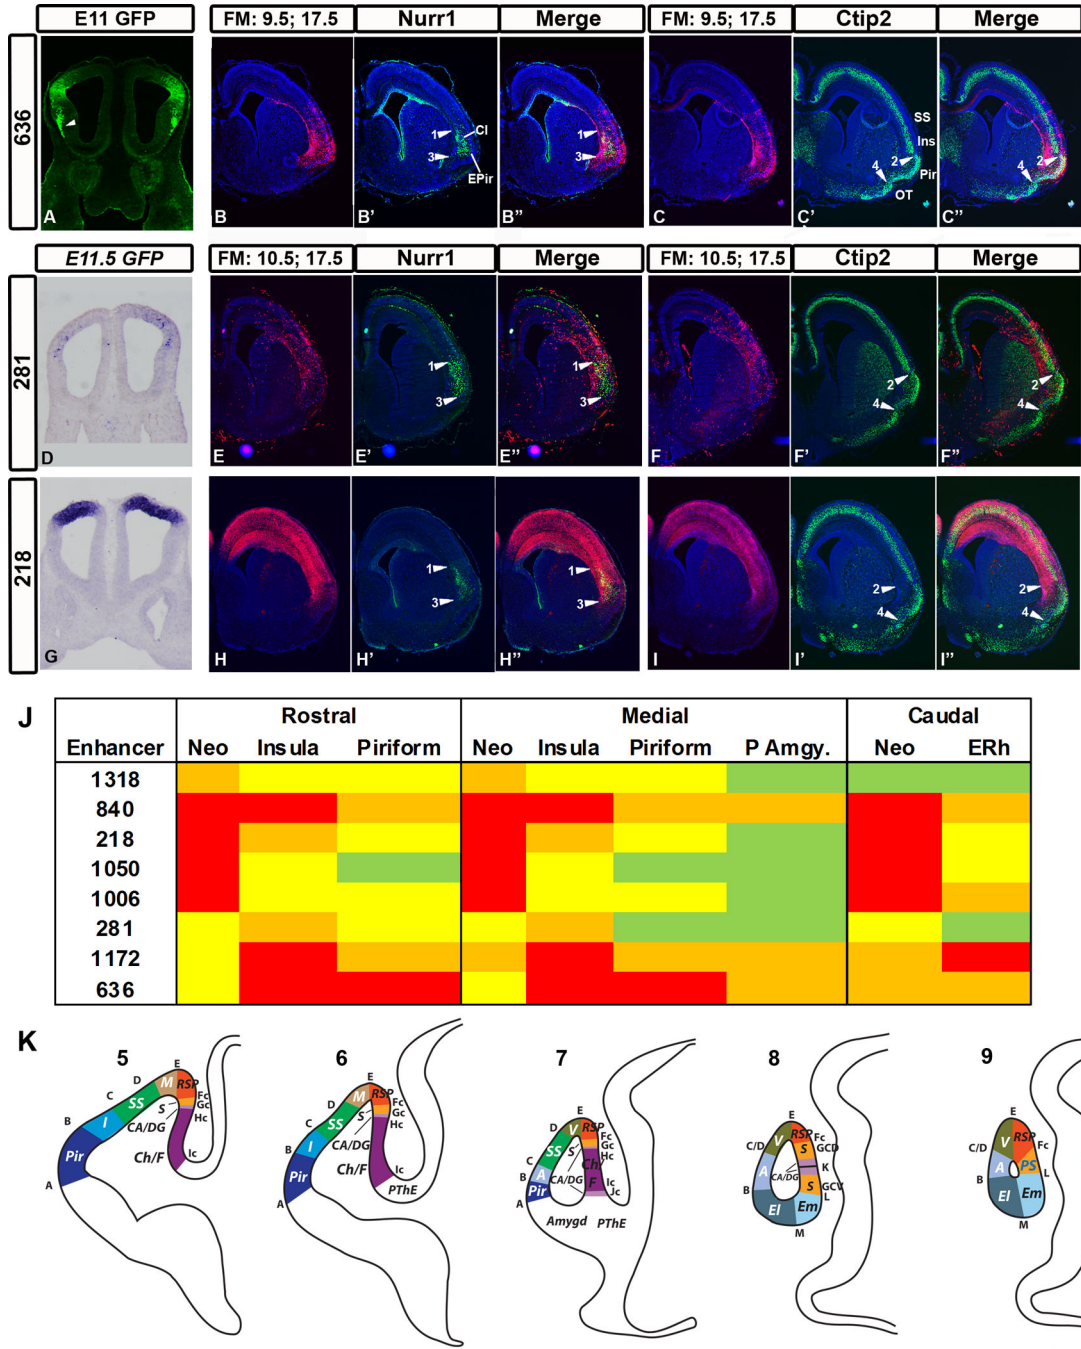 E11 GFP FM: 9.5; 17.5 Nurr1 Merge FM: 9.5; 17.5 Ctip2 Merge
636
1 Cl 1 SS
Ins
3 3 4 2 Pir 4 2
EPir OT
A B B' B" C C' C"
E11.5 GFP FM: 10.5; 17.5 Nurr1 Merge FM: 10.5; 17.5 Ctip2 Merge
281
1 1 2 2
3 3 4 4
D E E' E" F F' F"
218
1 1 2 2
3 3 4 4
G H H' H" I I' I"
J
Rostral Medial Caudal
Enhancer Neo Insula Piriform Neo Insula Piriform P Amgy. Neo ERh
1318
840
218
1050
1006
281
1172
636
K
5
A B C D E Fc Gc Hc Ic
Pir I SS M RSP S CA/DG Ch/F
6
A B C D E Fc Gc Hc Ic
Pir I SS M RSP S CA/DG Ch/F PThE
7
A B C D E Fc Gc Hc Ic Jc
Pir A SS V RSP S CA/DG Ch/ F Amygd PThE
8
B C/D E Fc GCD K GCV L M
EI A V RSP S CA/DG S Em
9
B C/D E Fc L M
EI A V RSP PS Em